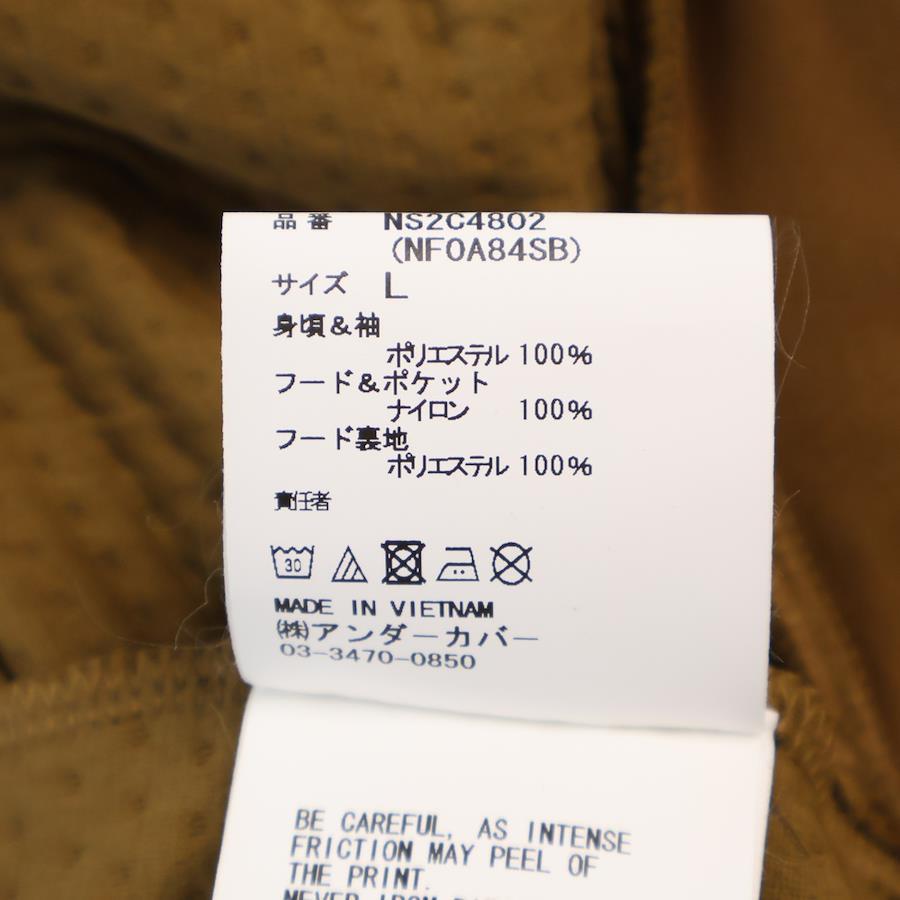 品番 NS2C4802
(NF0A84SB)
サイズ L
身頃&袖
ポリエステル 100%
フード&ポケット
ナイロン 100%
フード裏地
ポリエステル 100%
責任者
30
MADE IN VIETNAM
(株)アンダーカバー
03-3470-0850
BE CAREFUL, AS INTENSE
FRICTION MAY PEEL OF
THE PRINT.
NEVER IRON